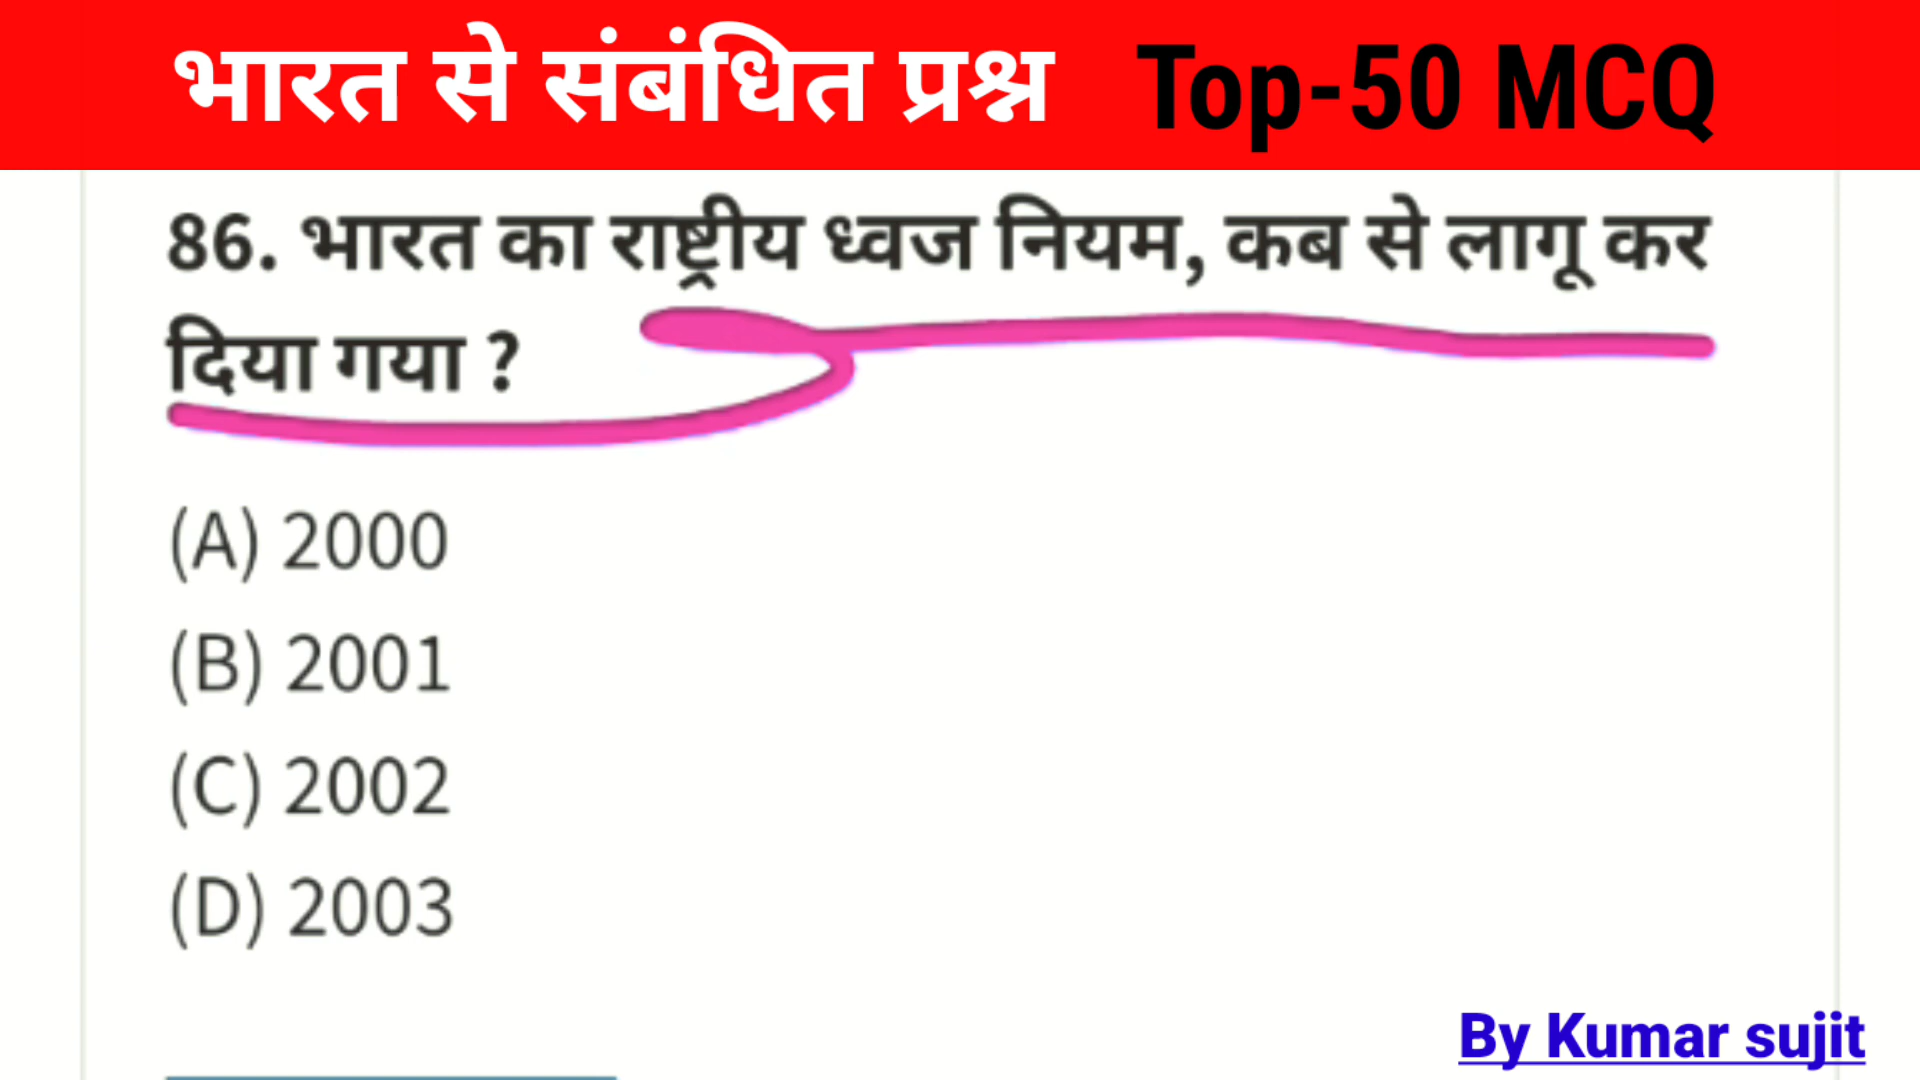 भारत से संबंधित प्रश्न Top-50 MCQ
86. भारत का राष्ट्रीय ध्वज नियम, कब से लागू कर
दिया गया ?
(A) 2000
(B) 2001
(C) 2002
(D) 2003
By Kumar sujit